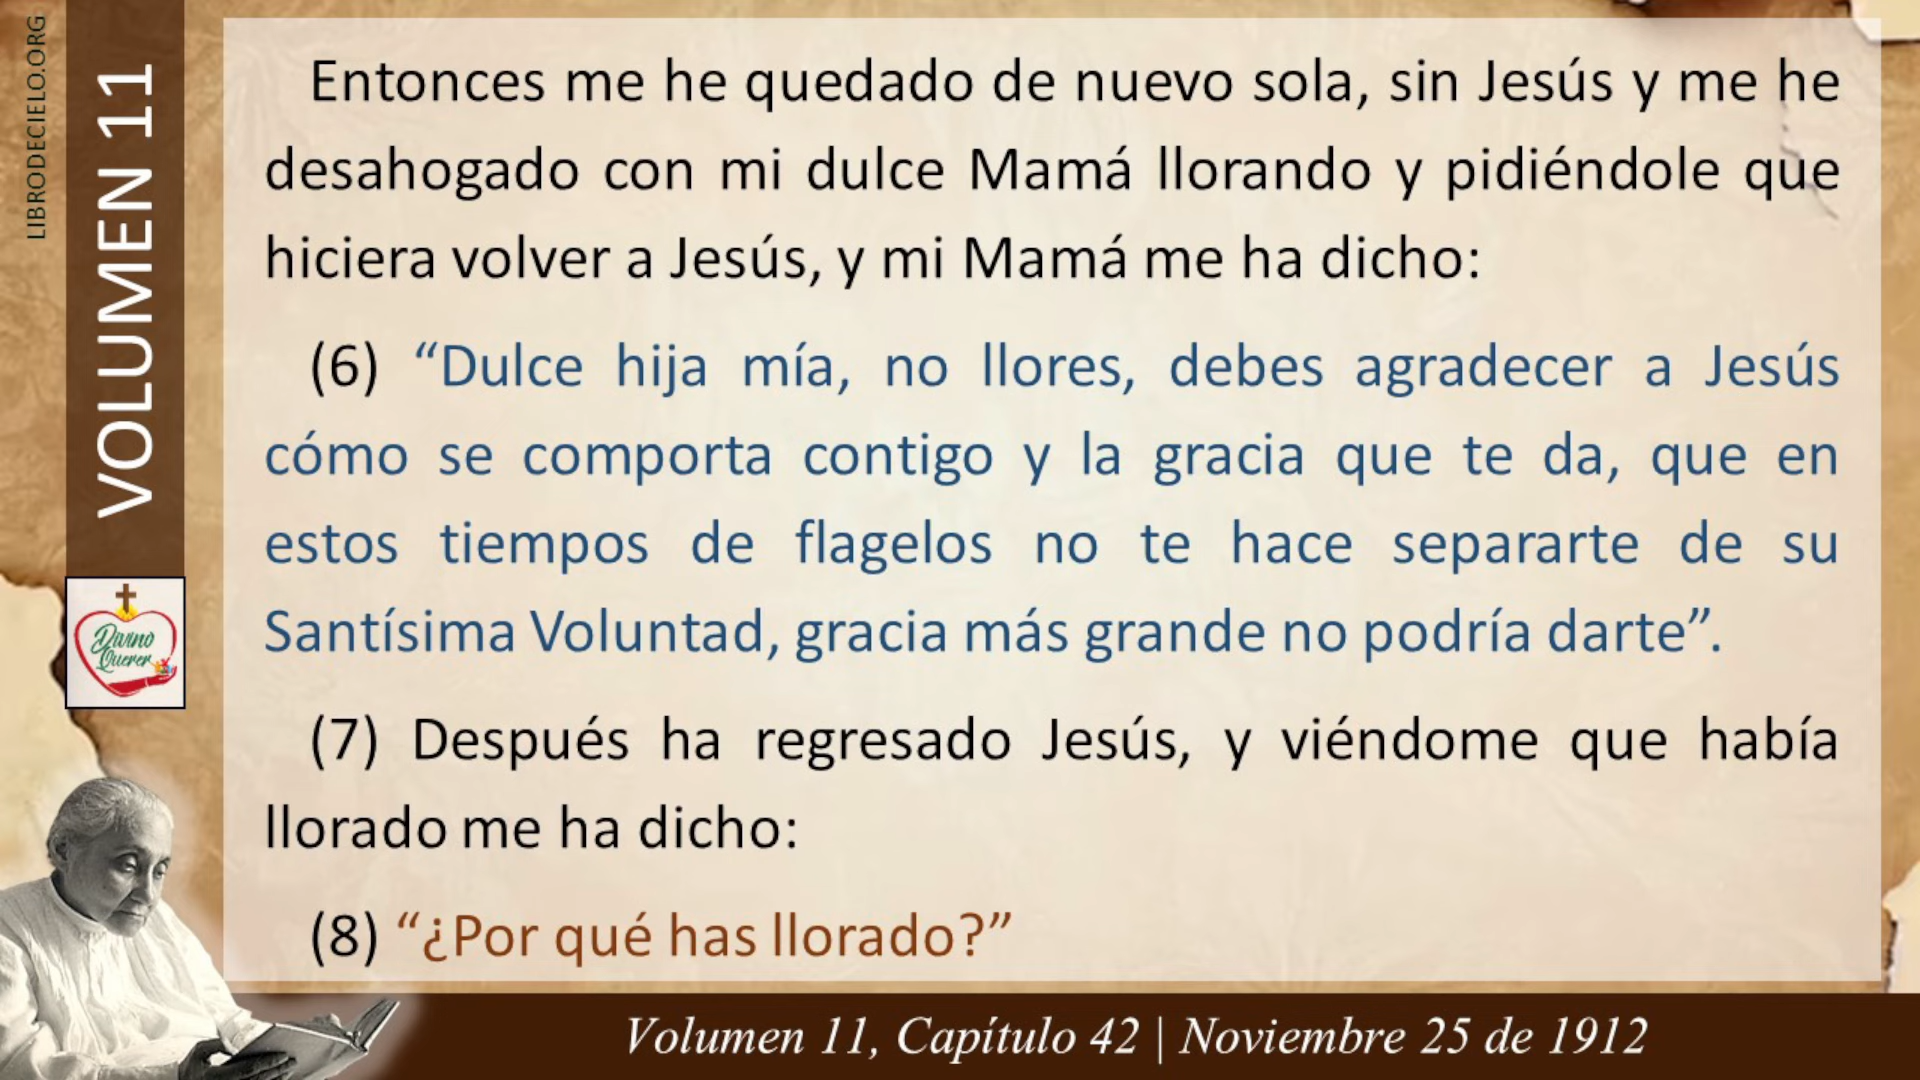 LIBRODECIELO.ORG
VOLUMEN 11
Entonces me he quedado de nuevo sola, sin Jesús y me he
desahogado con mi dulce Mamá llorando y pidiéndole que
hiciera volver a Jesús, y mi Mamá me ha dicho:
(6) “Dulce hija mía, no llores, debes agradecer a Jesús
cómo se comporta contigo y la gracia que te da, que en
estos tiempos de flagelos no te hace separarte de su
Santísima Voluntad, gracia más grande no podría darte”.
(7) Después ha regresado Jesús, y viéndome que había
llorado me ha dicho:
(8) “¿Por qué has llorado?”
Divino
Querer
Volumen 11, Capítulo 42 | Noviembre 25 de 1912